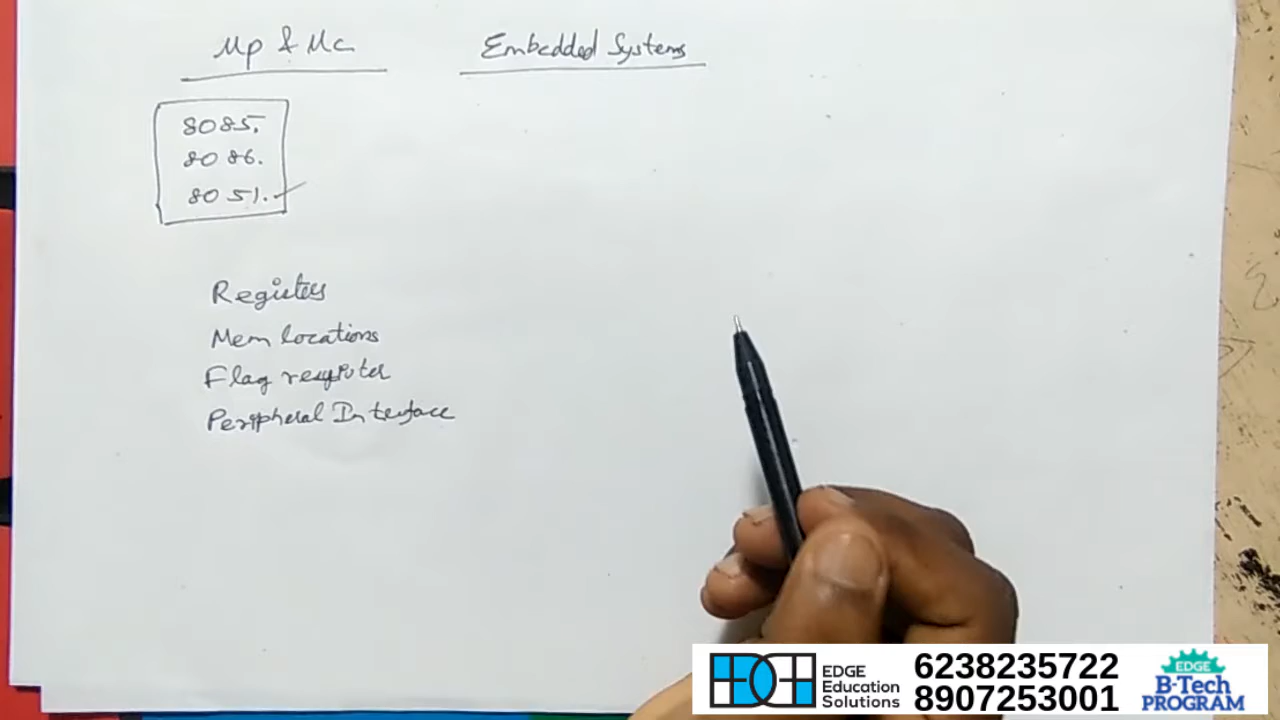 Mp & Mc
Embedded Systems
8085.
8086.
8051.
Registers
Mem locations
Flag register
Peripheral Interface
EDGE
Education
Solutions
6238235722
8907253001
EDGE
B-Tech
PROGRAM